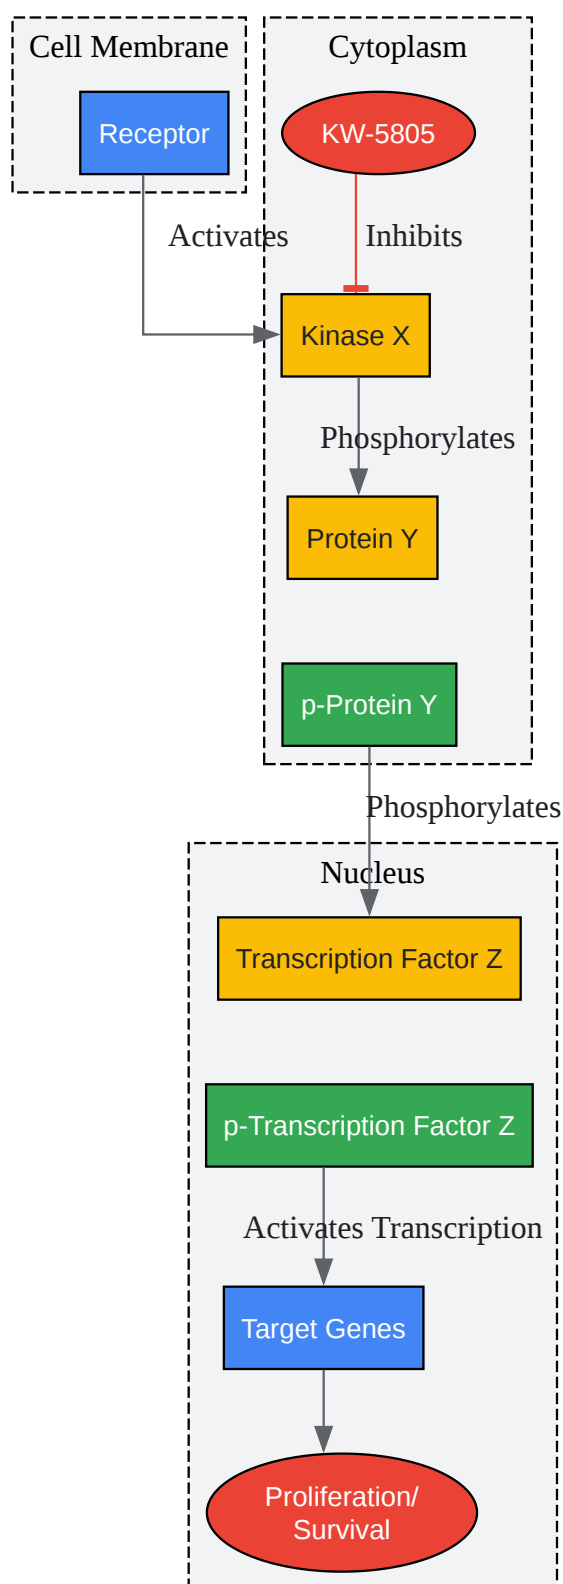 Cell Membrane
Cytoplasm
Receptor
KW-5805
Activates
Inhibits
Kinase X
Phosphorylates
Protein Y
p-Protein Y
Phosphorylates
Nucleus
Transcription Factor Z
p-Transcription Factor Z
Activates Transcription
Target Genes
Proliferation/
Survival